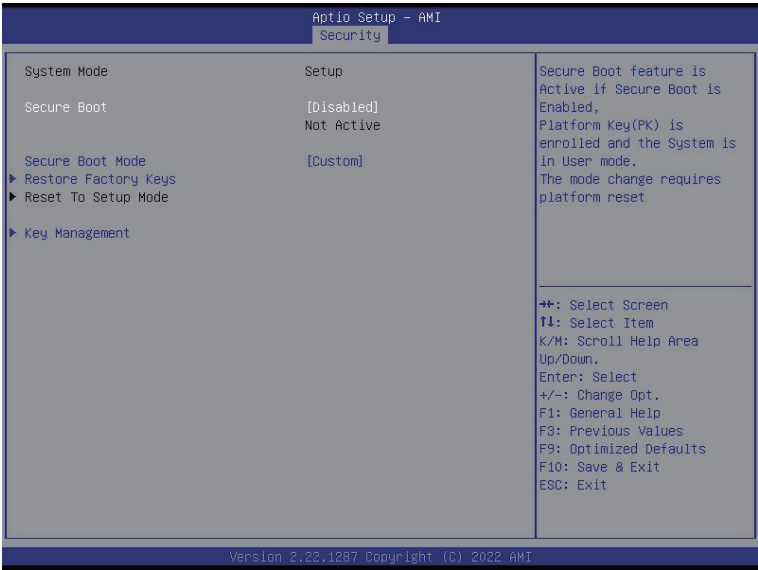 Aptio Setup - AMI
Security
System Mode Setup
Secure Boot [Disabled]
Not Active
Secure Boot Mode [Custom]
Restore Factory Keys
Reset To Setup Mode
Key Management
Secure Boot feature is
Active if Secure Boot is
Enabled,
Platform Key(PK) is
enrolled and the System is
in User mode.
The mode change requires
platform reset
→←: Select Screen
↑↓: Select Item
K/M: Scroll Help Area
Up/Down.
Enter: Select
+/-: Change Opt.
F1: General Help
F3: Previous Values
F9: Optimized Defaults
F10: Save & Exit
ESC: Exit
Version 2.22.1287 Copyright (C) 2022 AMI